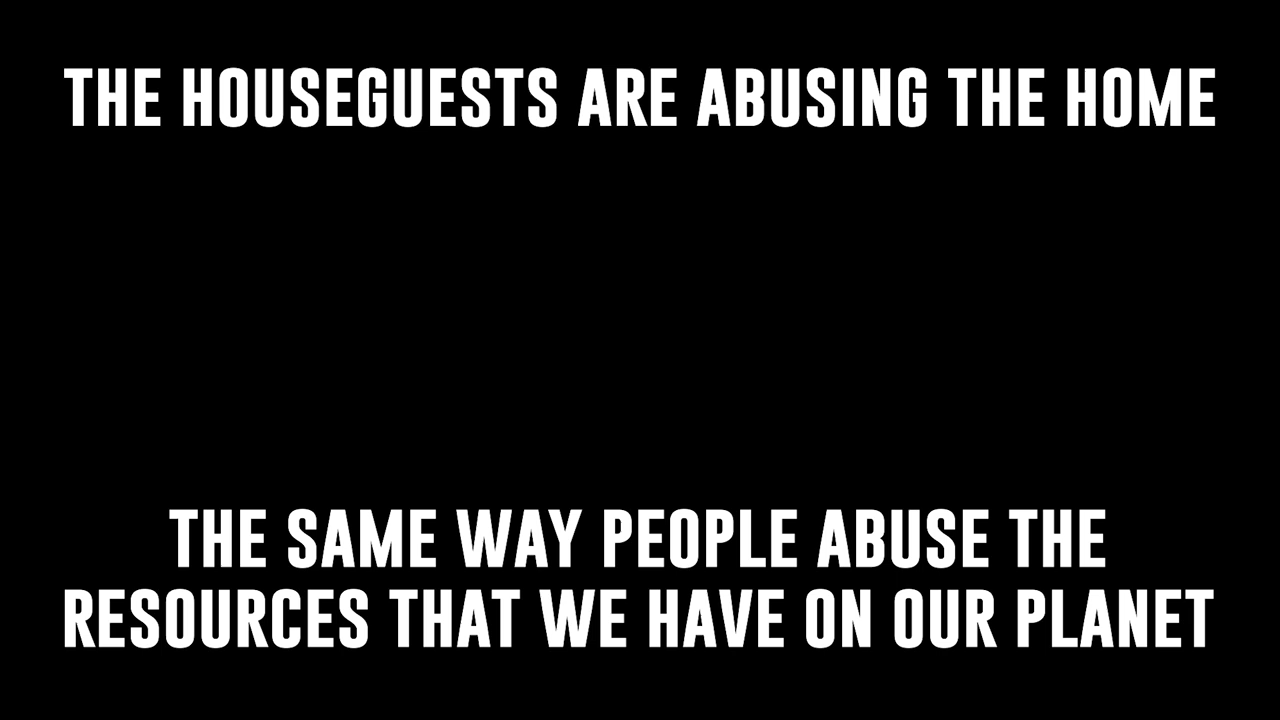 THE HOUSEGUESTS ARE ABUSING THE HOME
THE SAME WAY PEOPLE ABUSE THE
RESOURCES THAT WE HAVE ON OUR PLANET